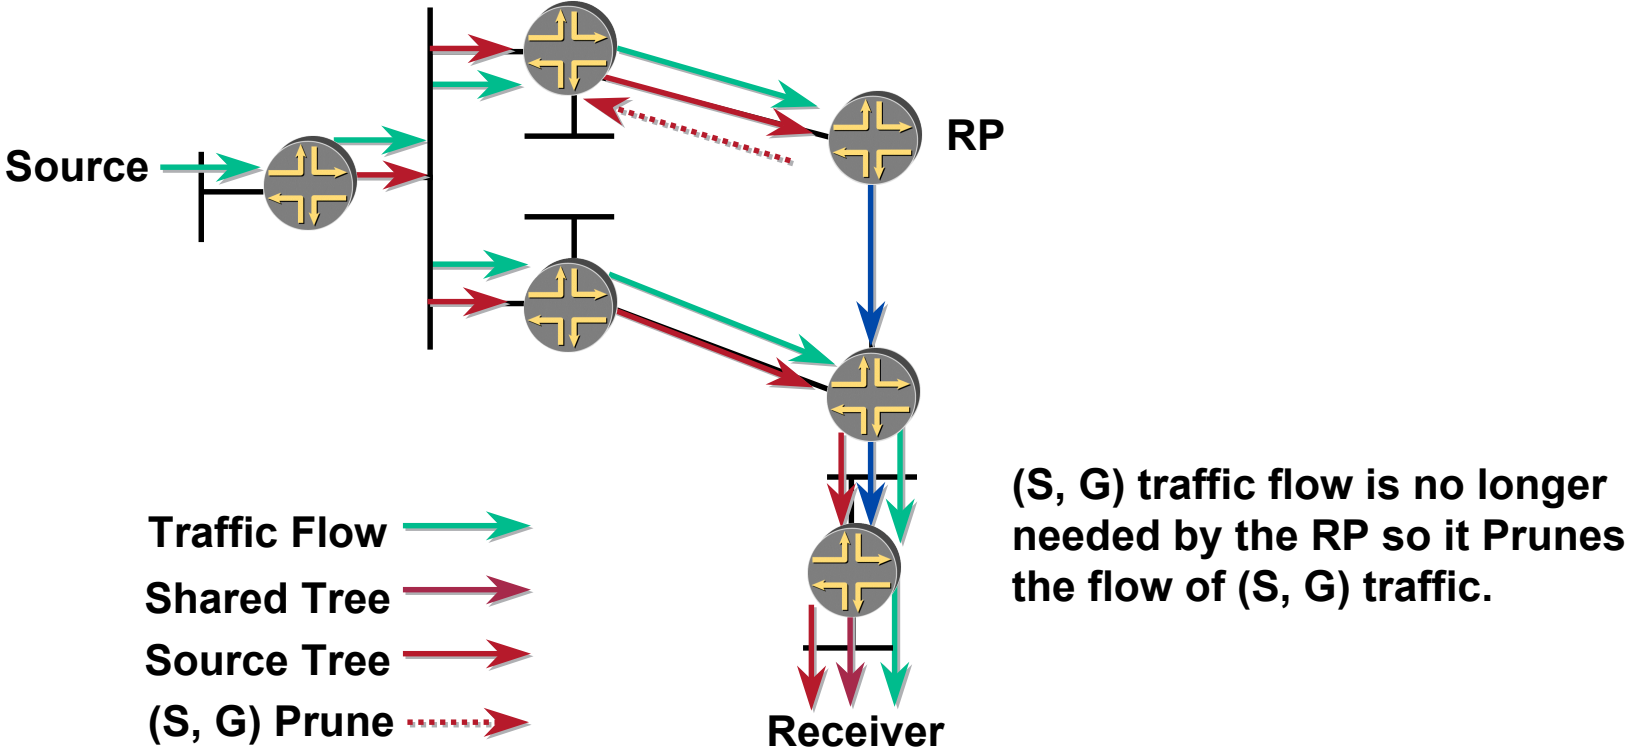 RP
Source
(S, G) traffic flow is no longer
needed by the RP so it Prunes
the flow of (S, G) traffic.
Traffic Flow
Shared Tree
Source Tree
(S, G) Prune
Receiver